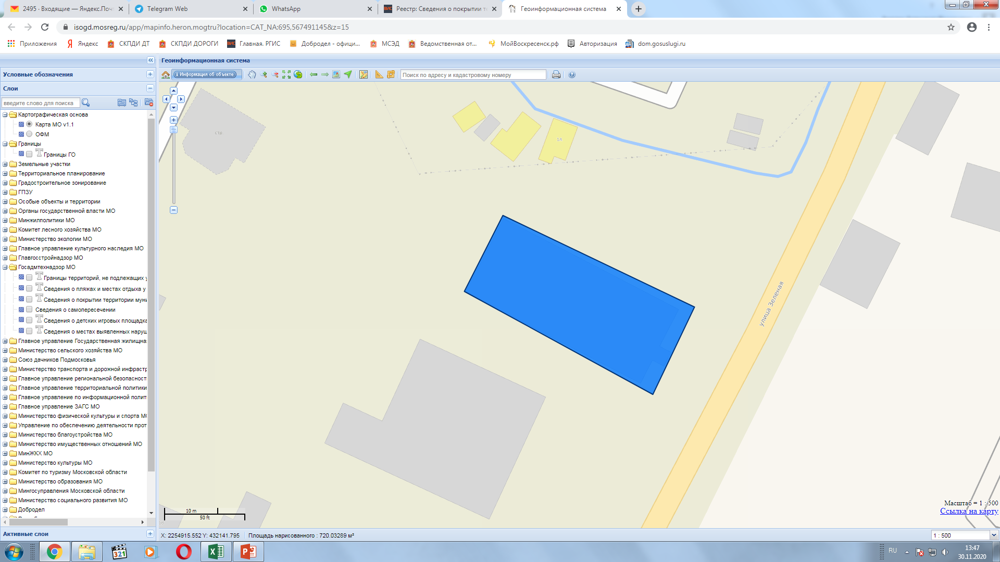 2495 · Входящие — Яндекс.Поч
Telegram Web
WhatsApp
Реестр: Сведения о покрытии т
Геоинформационная система
isogd.mosreg.ru/app/mapinfo.heron.mogtru?location=CAT_NA:695,567491145&z=15
Приложения
Яндекс
СКПДИ ДТ
СКПДИ ДОРОГИ
Главная. РГИС
Добродел - офици...
МСЭД
Ведомственная от...
МойВоскресенск.рф
Авторизация
dom.gosuslugi.ru
Геоинформационная система
Условные обозначения
Информация об объекте
Поиск по адресу и кадастровому номеру
Слои
введите слово для поиска
Картографическая основа
Карта МО v1.1
ОФМ
Границы
Границы ГО
Земельные участки
Территориальное планирование
Градостроительное зонирование
ГПЗУ
Особые объекты и территории
Органы государственной власти МО
Минжилполитики МО
Комитет лесного хозяйства МО
Министерство экологии МО
Главное управление культурного наследия МО
Главгосстройнадзор МО
Госадмтехнадзор МО
Границы территорий, не подлежащих у
Сведения о пляжах и местах отдыха у
Сведения о покрытии территории муни
Сведения о самопересечении
Сведения о детских игровых площадка
Сведения о местах выявленных наруш
Главное управление Государственная жилищна
Министерство сельского хозяйства МО
Союз дачников Подмосковья
Министерство транспорта и дорожной инфрастр
Главное управление региональной безопасност
Главное управление территориальной политики
Главное управление по информационной полит
Главное управление ЗАГС МО
Министерство физической культуры и спорта МО
Управление по обеспечению деятельности прот
Министерство благоустройства МО
Министерство имущественных отношений МО
МинЖКХ МО
Министерство культуры МО
Комитет по туризму Московской области
Министерство образования МО
Мингосуправления Московской области
Министерство социального развития МО
Добродел
Активные слои
стр.
1А
улица Зеленая
10 m
50 ft
Масштаб = 1 : 500
Ссылка на карту
X: 2254915.552 Y: 432141.795
Площадь нарисованного : 720.03289 м²
1 : 500
321
RU
13:47
30.11.2020